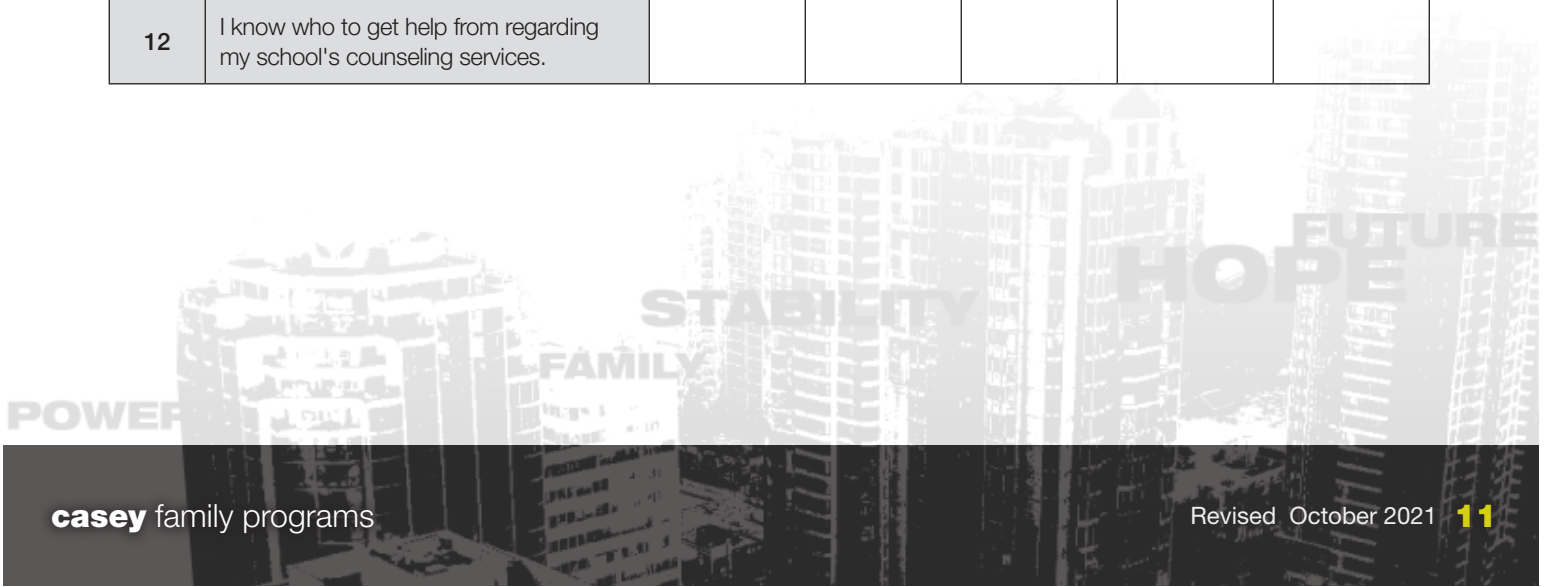 12
I know who to get help from regarding
my school's counseling services.
FUTURE
HOPE
STABILITY
FAMILY
POWER
casey family programs
Revised October 2021 11